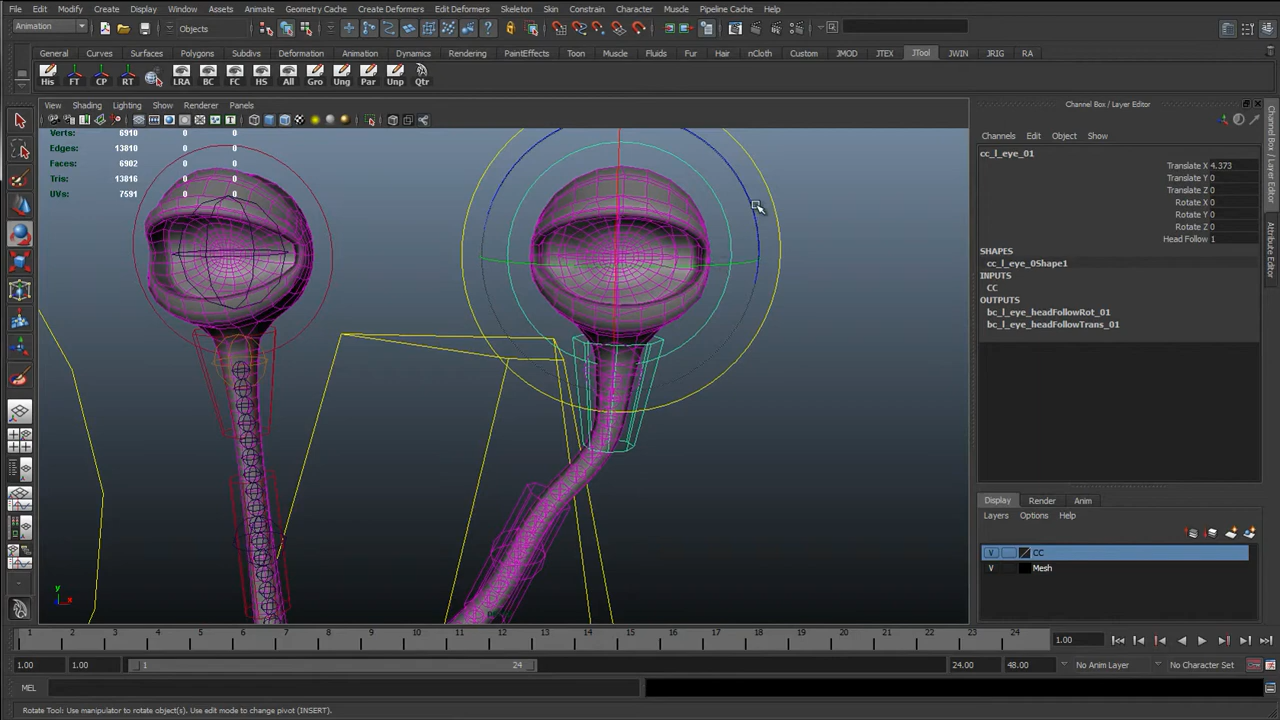 File Edit Modify Create Display Window Assets Animate Geometry Cache Create Deformers Edit Deformers Skeleton Skin Constrain Character Muscle Pipeline Cache Help
Animation Objects
General Curves Surfaces Polygons Subdivs Deformation Animation Dynamics Rendering PaintEffects Toon Muscle Fluids Fur Hair nCloth Custom JMOD JTEX JTool JWIN JRIG RA
His FT CP RT LRA BC FC HS All Gro Ung Par Unp Qtr
View Shading Lighting Show Renderer Panels
Channel Box / Layer Editor
Verts: 6910 0 0
Edges: 13810 0 0
Faces: 6902 0 0
Tris: 13816 0 0
UVs: 7591 0 0
Channels Edit Object Show
cc_l_eye_01
Translate X 4.373
Translate Y 0
Translate Z 0
Rotate X 0
Rotate Y 0
Rotate Z 0
Head Follow 1
SHAPES
cc_l_eye_0Shape1
INPUTS
CC
OUTPUTS
bc_l_eye_headFollowRot_01
bc_l_eye_headFollowTrans_01
Channel Box / Layer Editor
Attribute Editor
Display Render Anim
Layers Options Help
V CC
V Mesh
y
x
1 2 3 4 5 6 7 8 9 10 11 12 13 14 15 16 17 18 19 20 21 22 23 24 1.00
1.00 1.00 1 24 24.00 48.00 No Anim Layer No Character Set
MEL
Rotate Tool: Use manipulator to rotate object(s). Use edit mode to change pivot (INSERT).